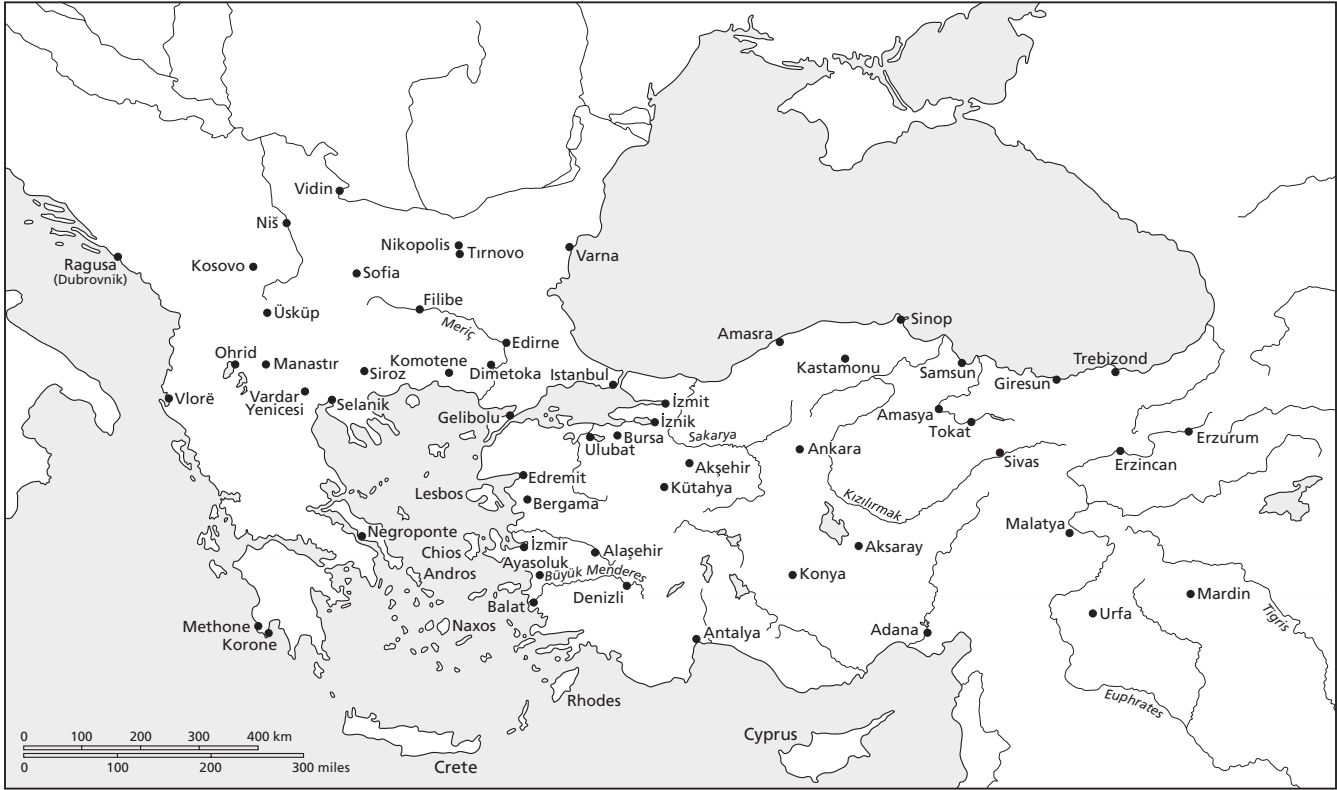 Vidin
Niš
Nikopolis
Tırnovo
Varna
Ragusa
(Dubrovnik)
Kosovo
Sofia
Filibe
Meriç
Üsküp
Sinop
Amasra
Edirne
Ohrid
Manastır
Komotene
Siroz
Dimetoka
Istanbul
Kastamonu
Samsun
Trebizond
Giresun
Vlorë
Vardar
Yenicesi
Selanik
Gelibolu
İzmit
İznik
Amasya
Tokat
Bursa
Sakarya
Ulubat
Ankara
Sivas
Erzurum
Erzincan
Akşehir
Edremit
Kütahya
Lesbos
Bergama
Kızılırmak
Malatya
Negroponte
İzmir
Chios
Alaşehir
Aksaray
Ayasoluk
Büyük Menderes
Andros
Konya
Denizli
Mardin
Balat
Urfa
Tigris
Methone
Naxos
Korone
Antalya
Adana
Rhodes
Euphrates
Cyprus
Crete
0 100 200 300 400 km
0 100 200 300 miles